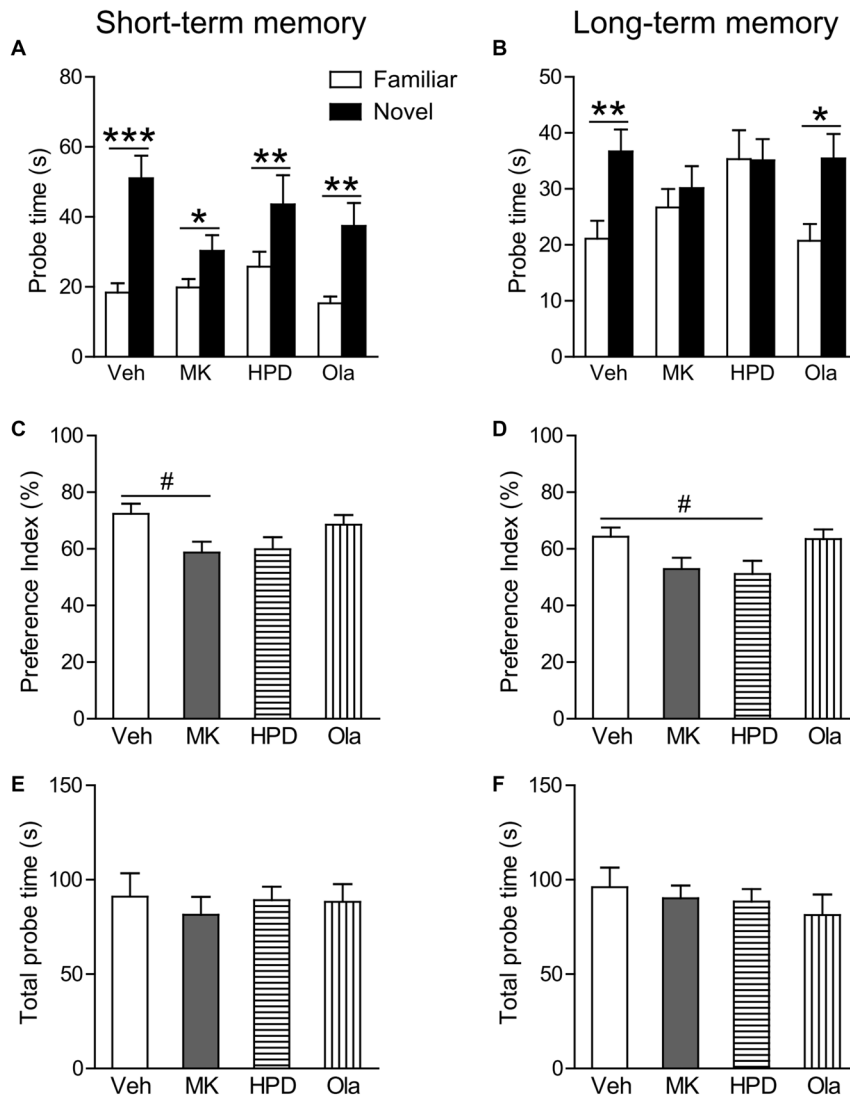 Short-term memory
Long-term memory
A
Familiar
Novel
Probe time (s)
80
60
40
20
0
***
*
**
**
Veh MK HPD Ola
B
Probe time (s)
50
40
30
20
10
0
**
*
Veh MK HPD Ola
C
Preference Index (%)
100
80
60
40
20
0
#
Veh MK HPD Ola
D
Preference Index (%)
100
80
60
40
20
0
#
Veh MK HPD Ola
E
Total probe time (s)
150
100
50
0
Veh MK HPD Ola
F
Total probe time (s)
150
100
50
0
Veh MK HPD Ola